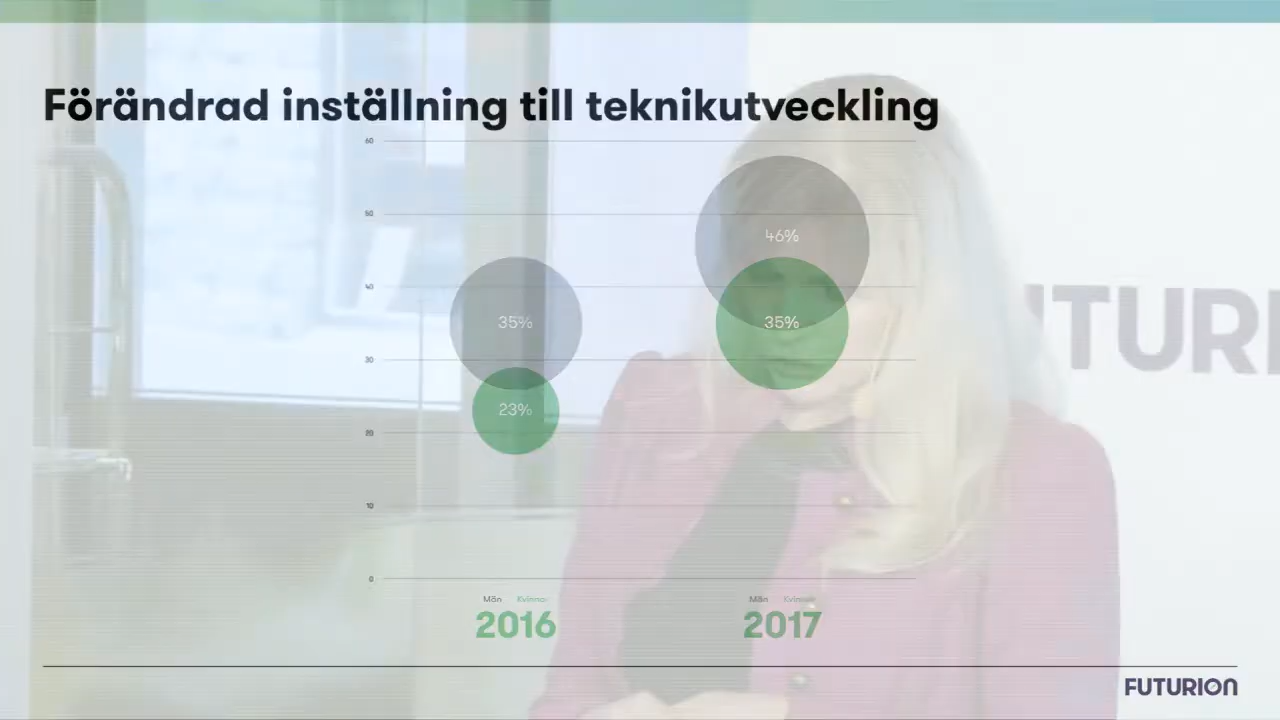 Förändrad inställning till teknikutveckling
60
50
46%
40
35%
35%
30
23%
20
10
0
Män Kvinnor
Män Kvinnor
2016
2017
TURI
FUTURION